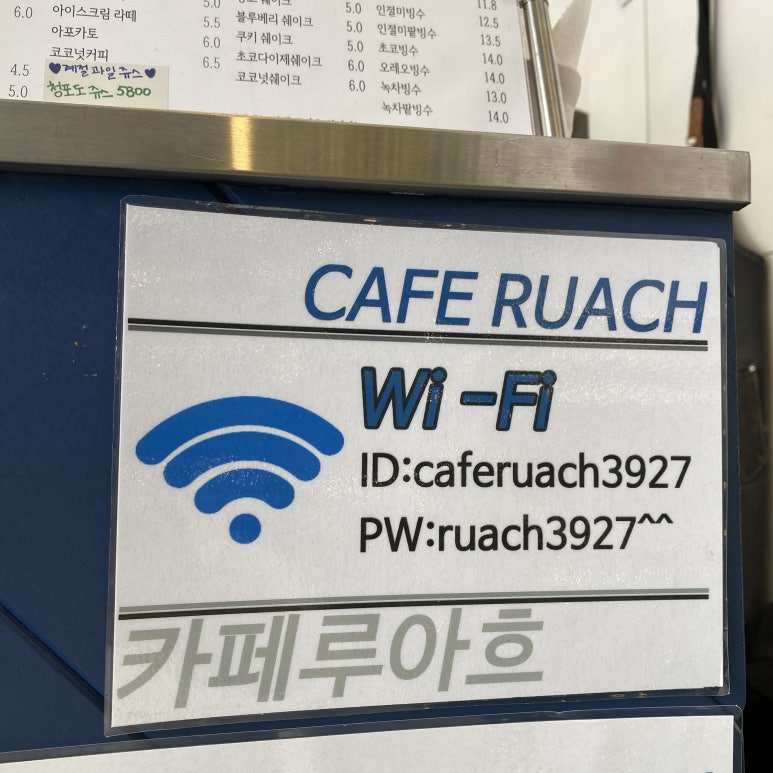 6.0 아이스크림 라떼 5.0
아포카토 5.5 블루베리 쉐이크 5.0 인절미빙수 11.8
코코넛커피 6.0 쿠키 쉐이크 5.0 인절미팥빙수 12.5
4.5 6.5 초코다이제쉐이크 5.0 초코빙수 13.5
♥계절과일쥬스♥ 코코넛쉐이크 6.0 오레오빙수 14.0
5.0 청포도 쥬스 5800 6.0 녹차빙수 14.0
녹차팥빙수 13.0
14.0
CAFE RUACH
Wi-Fi
ID:caferuach3927
PW:ruach3927^^
카페루아흐